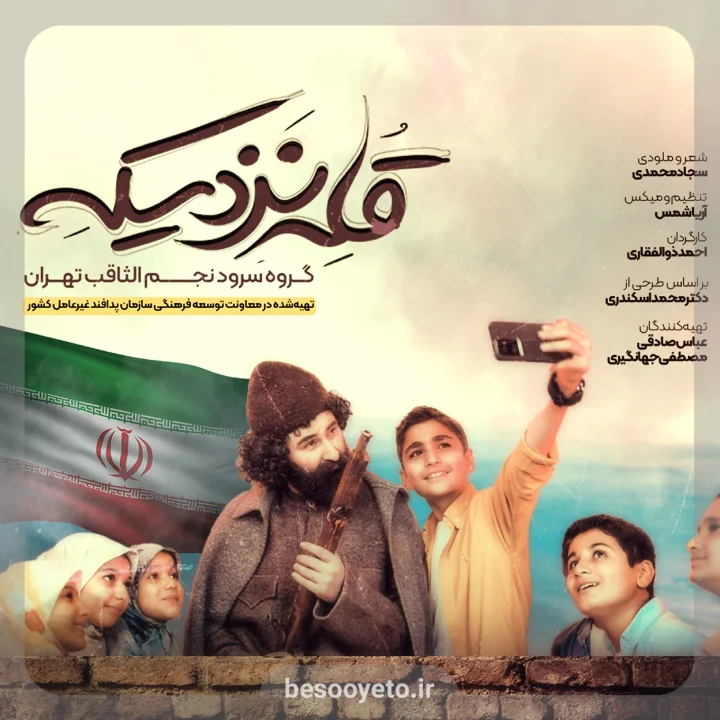 قله نزدیکه
گروه سرود نجم الثاقب تهران
تهیه‌شده در معاونت توسعه فرهنگی سازمان پدافند غیرعامل کشور
شعر و ملودی
سجاد محمدی
تنظیم و میکس
آریا شمس
کارگردان
احمد ذوالفقاری
بر اساس طرحی از
دکتر محمد اسکندری
تهیه‌کنندگان
عباس صادقی
مصطفی جهانگیری
besooyeto.ir